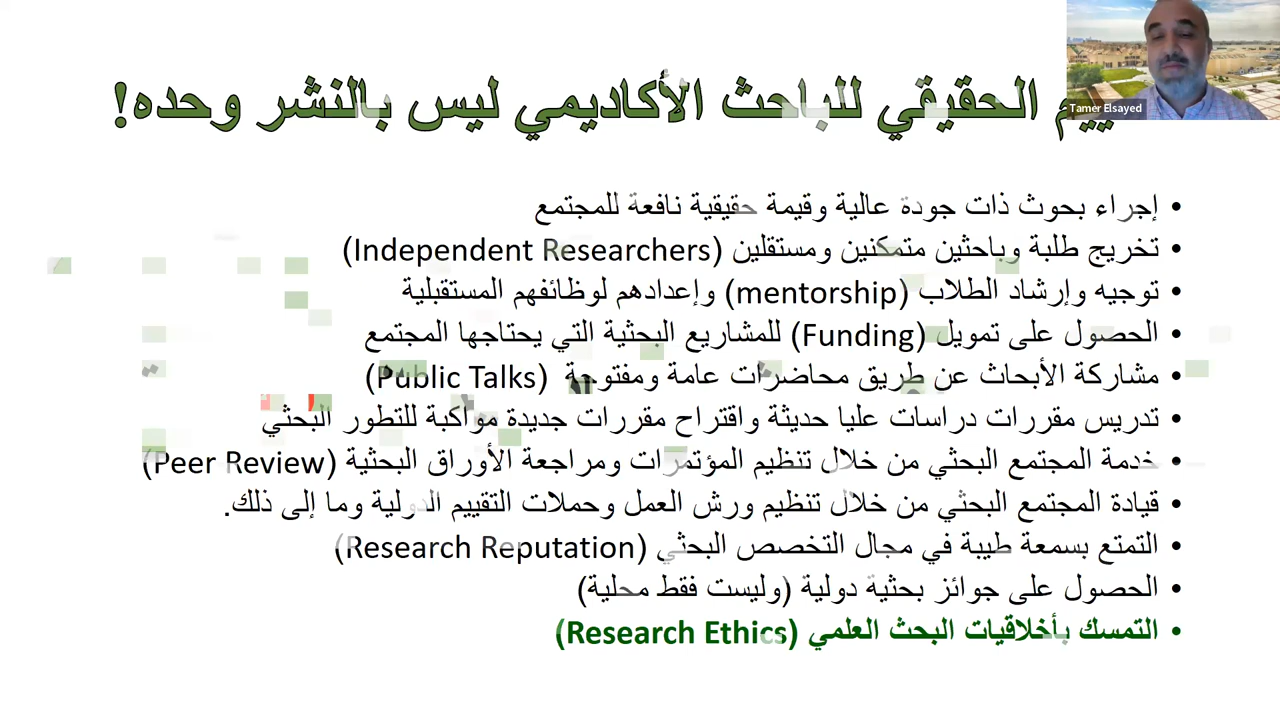 الحقيقي للباحث الأكاديمي ليس بالنشر وحده!
Tamer Elsayed
• إجراء بحوث ذات جودة عالية وقيمة حقيقية نافعة للمجتمع
• تخريج طلبة وباحثين متمكنين ومستقلين (Independent Researchers)
• توجيه وإرشاد الطلاب (mentorship) وإعدادهم لوظائفهم المستقبلية
• الحصول على تمويل (Funding) للمشاريع البحثية التي يحتاجها المجتمع
• مشاركة الأبحاث عن طريق محاضرات عامة ومفتوحة (Public Talks)
• تدريس مقررات دراسات عليا حديثة واقتراح مقررات جديدة مواكبة للتطور البحثي
• خدمة المجتمع البحثي من خلال تنظيم المؤتمرات ومراجعة الأوراق البحثية (Peer Review)
• قيادة المجتمع البحثي من خلال تنظيم ورش العمل وحملات التقييم الدولية وما إلى ذلك.
• التمتع بسمعة طيبة في مجال التخصص البحثي (Research Reputation)
• الحصول على جوائز بحثية دولية (وليست فقط محلية)
• التمسك بأخلاقيات البحث العلمي (Research Ethics)